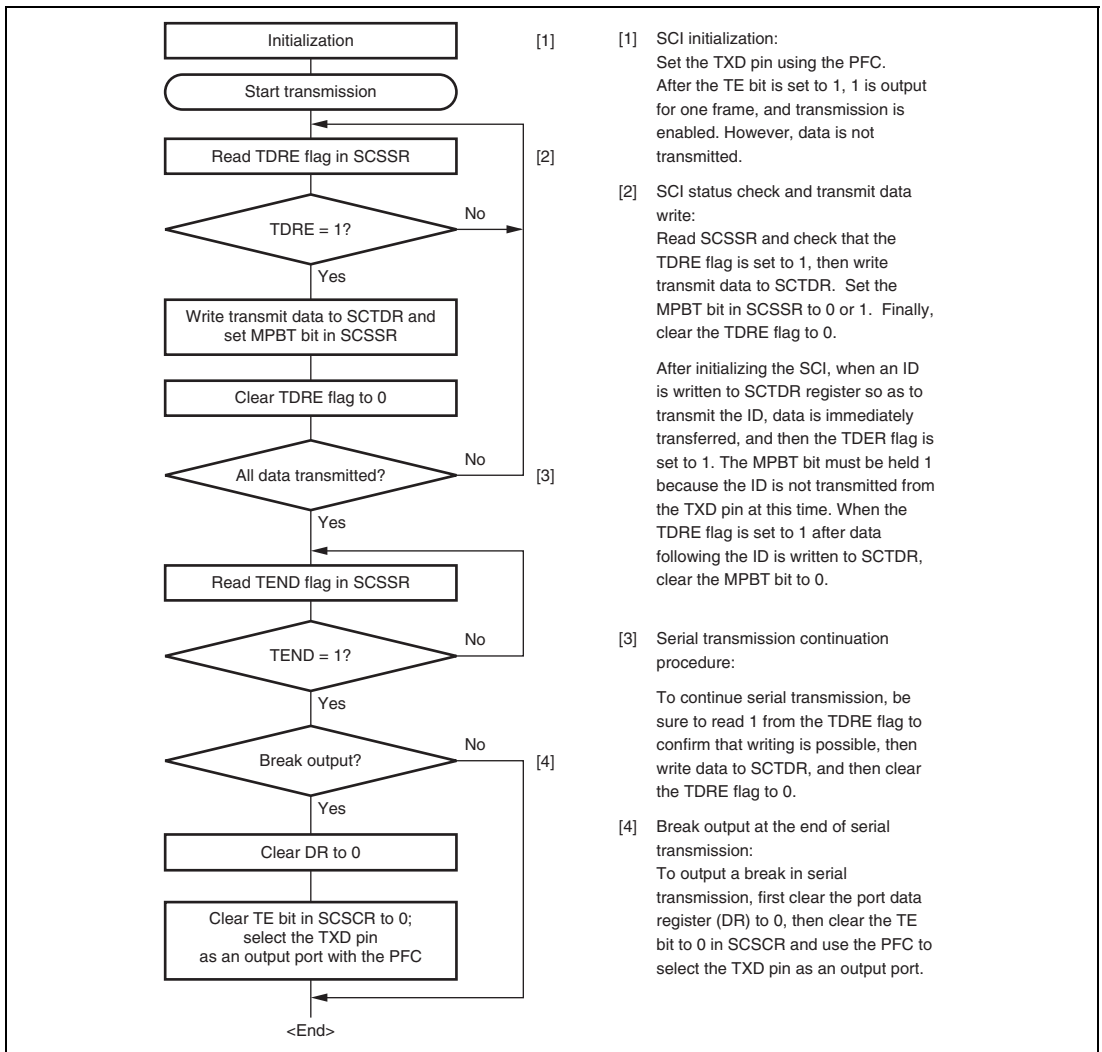 Initialization
[1]
Start transmission
Read TDRE flag in SCSSR
[2]
TDRE = 1?
No
Yes
Write transmit data to SCTDR and
set MPBT bit in SCSSR
Clear TDRE flag to 0
All data transmitted?
No
[3]
Yes
Read TEND flag in SCSSR
TEND = 1?
No
Yes
Break output?
No
[4]
Yes
Clear DR to 0
Clear TE bit in SCSCR to 0;
select the TXD pin
as an output port with the PFC
<End>
[1] SCI initialization:
Set the TXD pin using the PFC.
After the TE bit is set to 1, 1 is output
for one frame, and transmission is
enabled. However, data is not
transmitted.
[2] SCI status check and transmit data
write:
Read SCSSR and check that the
TDRE flag is set to 1, then write
transmit data to SCTDR. Set the
MPBT bit in SCSSR to 0 or 1. Finally,
clear the TDRE flag to 0.
After initializing the SCI, when an ID
is written to SCTDR register so as to
transmit the ID, data is immediately
transferred, and then the TDER flag is
set to 1. The MPBT bit must be held 1
because the ID is not transmitted from
the TXD pin at this time. When the
TDRE flag is set to 1 after data
following the ID is written to SCTDR,
clear the MPBT bit to 0.
[3] Serial transmission continuation
procedure:
To continue serial transmission, be
sure to read 1 from the TDRE flag to
confirm that writing is possible, then
write data to SCTDR, and then clear
the TDRE flag to 0.
[4] Break output at the end of serial
transmission:
To output a break in serial
transmission, first clear the port data
register (DR) to 0, then clear the TE
bit to 0 in SCSCR and use the PFC to
select the TXD pin as an output port.